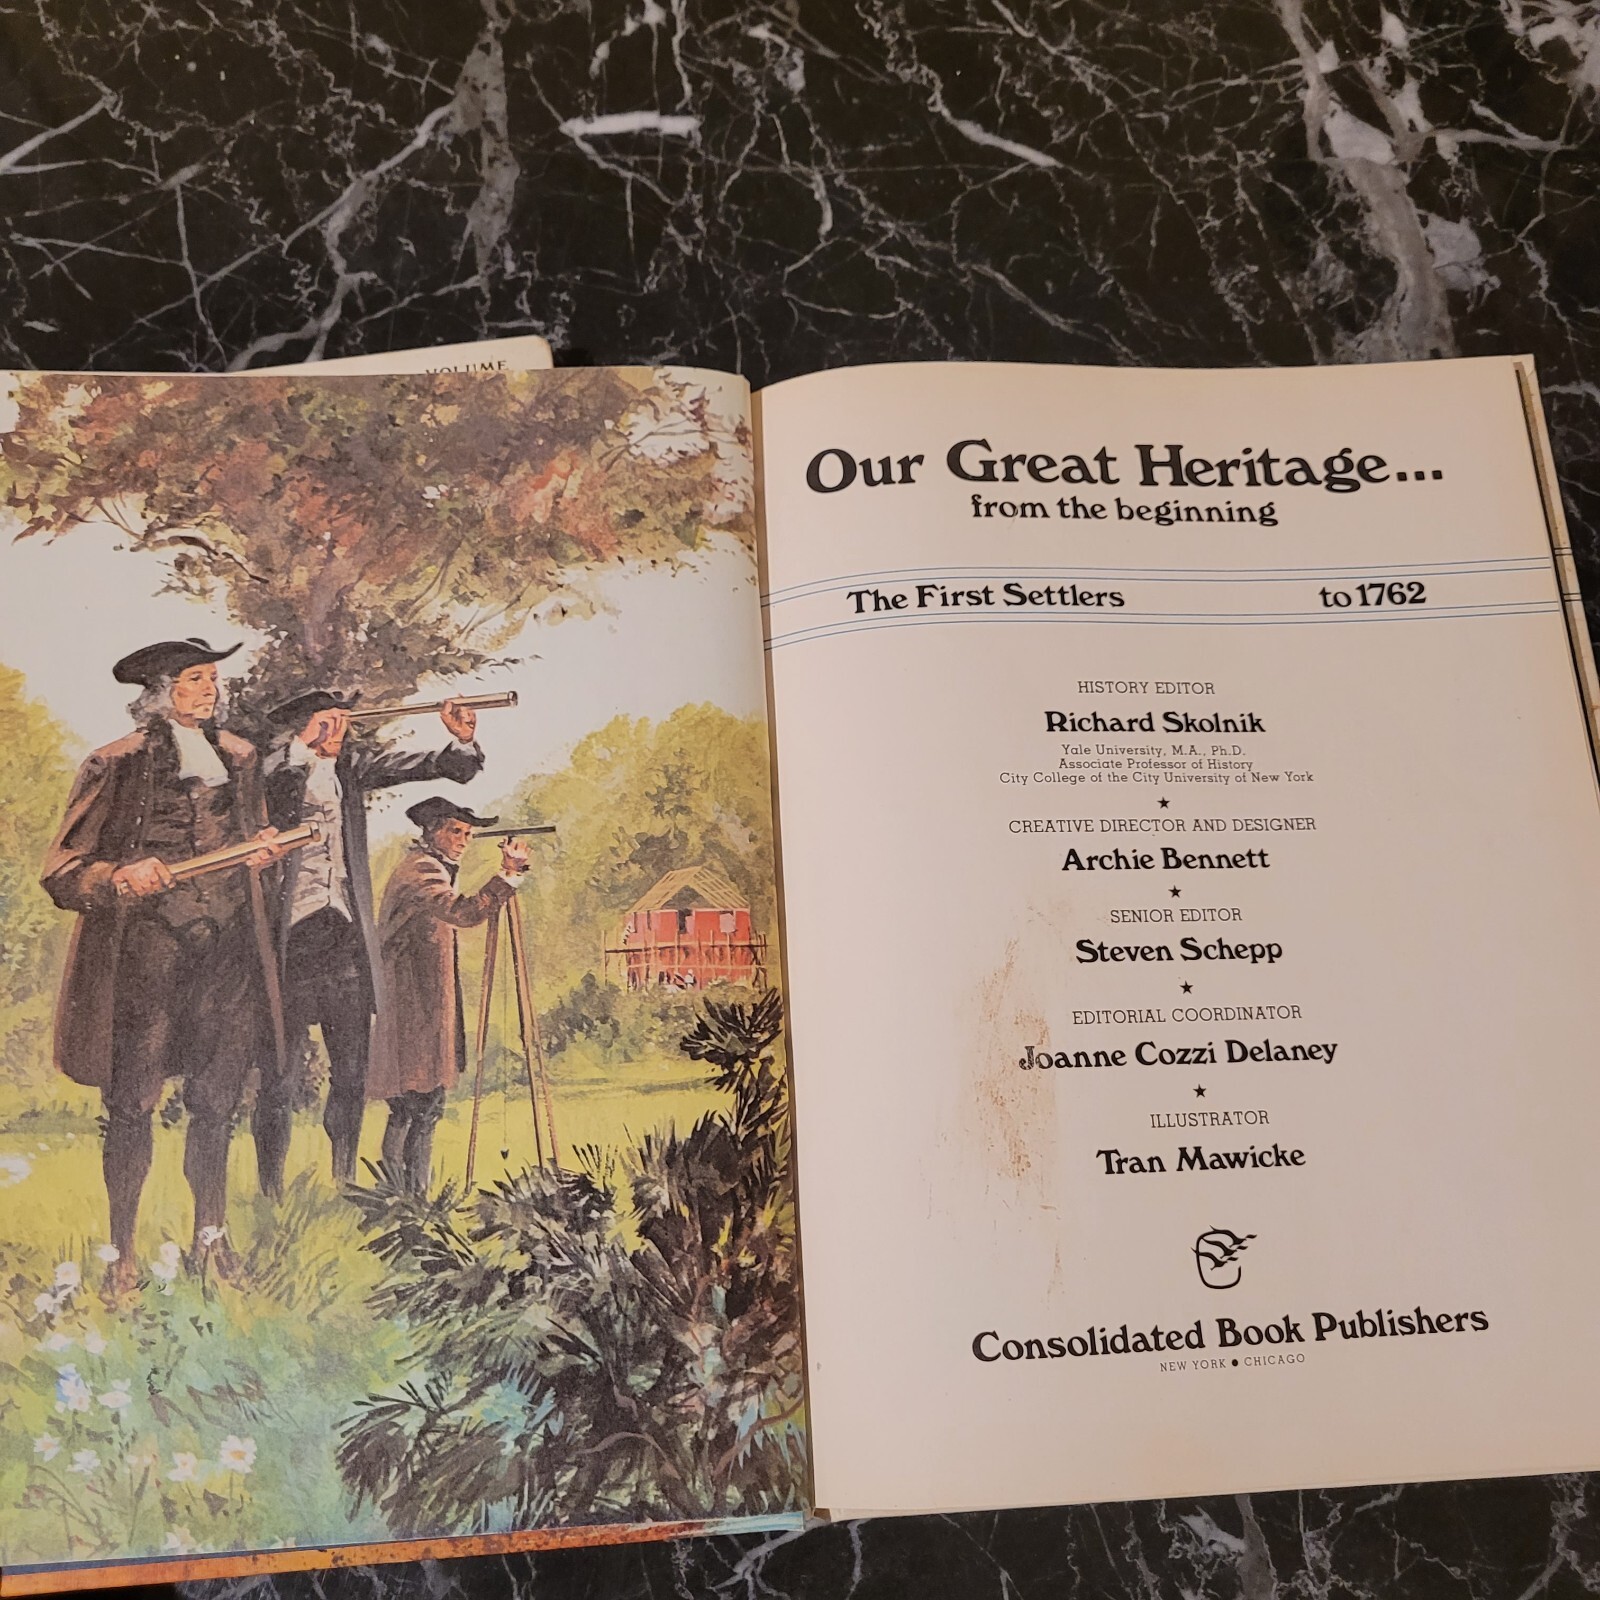 VOLUME
Our Great Heritage...
from the beginning
The First Settlers to 1762
HISTORY EDITOR
Richard Skolnik
Yale University, M.A., Ph.D.
Associate Professor of History
City College of the City University of New York
CREATIVE DIRECTOR AND DESIGNER
Archie Bennett
SENIOR EDITOR
Steven Schepp
EDITORIAL COORDINATOR
Joanne Cozzi Delaney
ILLUSTRATOR
Tran Mawicke
Consolidated Book Publishers
NEW YORK ● CHICAGO